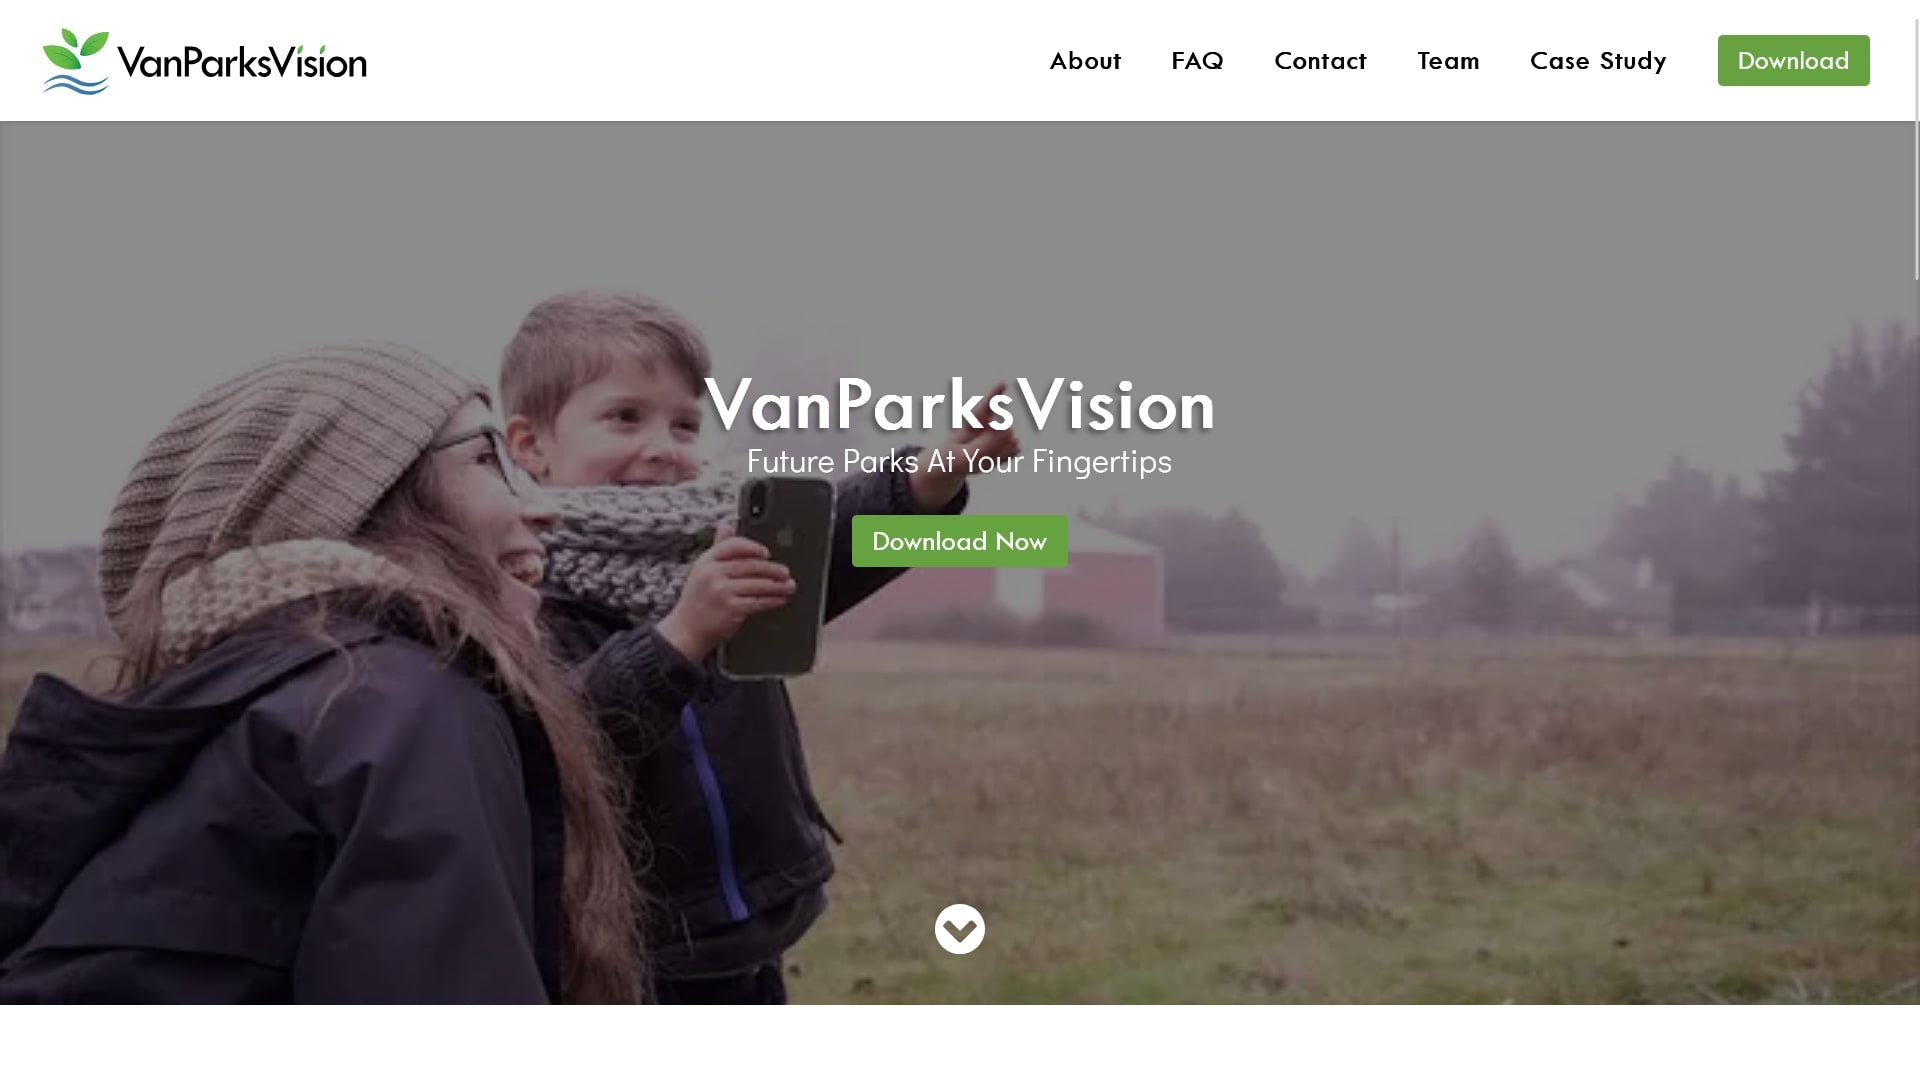 VanParksVision
About
FAQ
Contact
Team
Case Study
Download
VanParksVision
Future Parks At Your Fingertips
Download Now